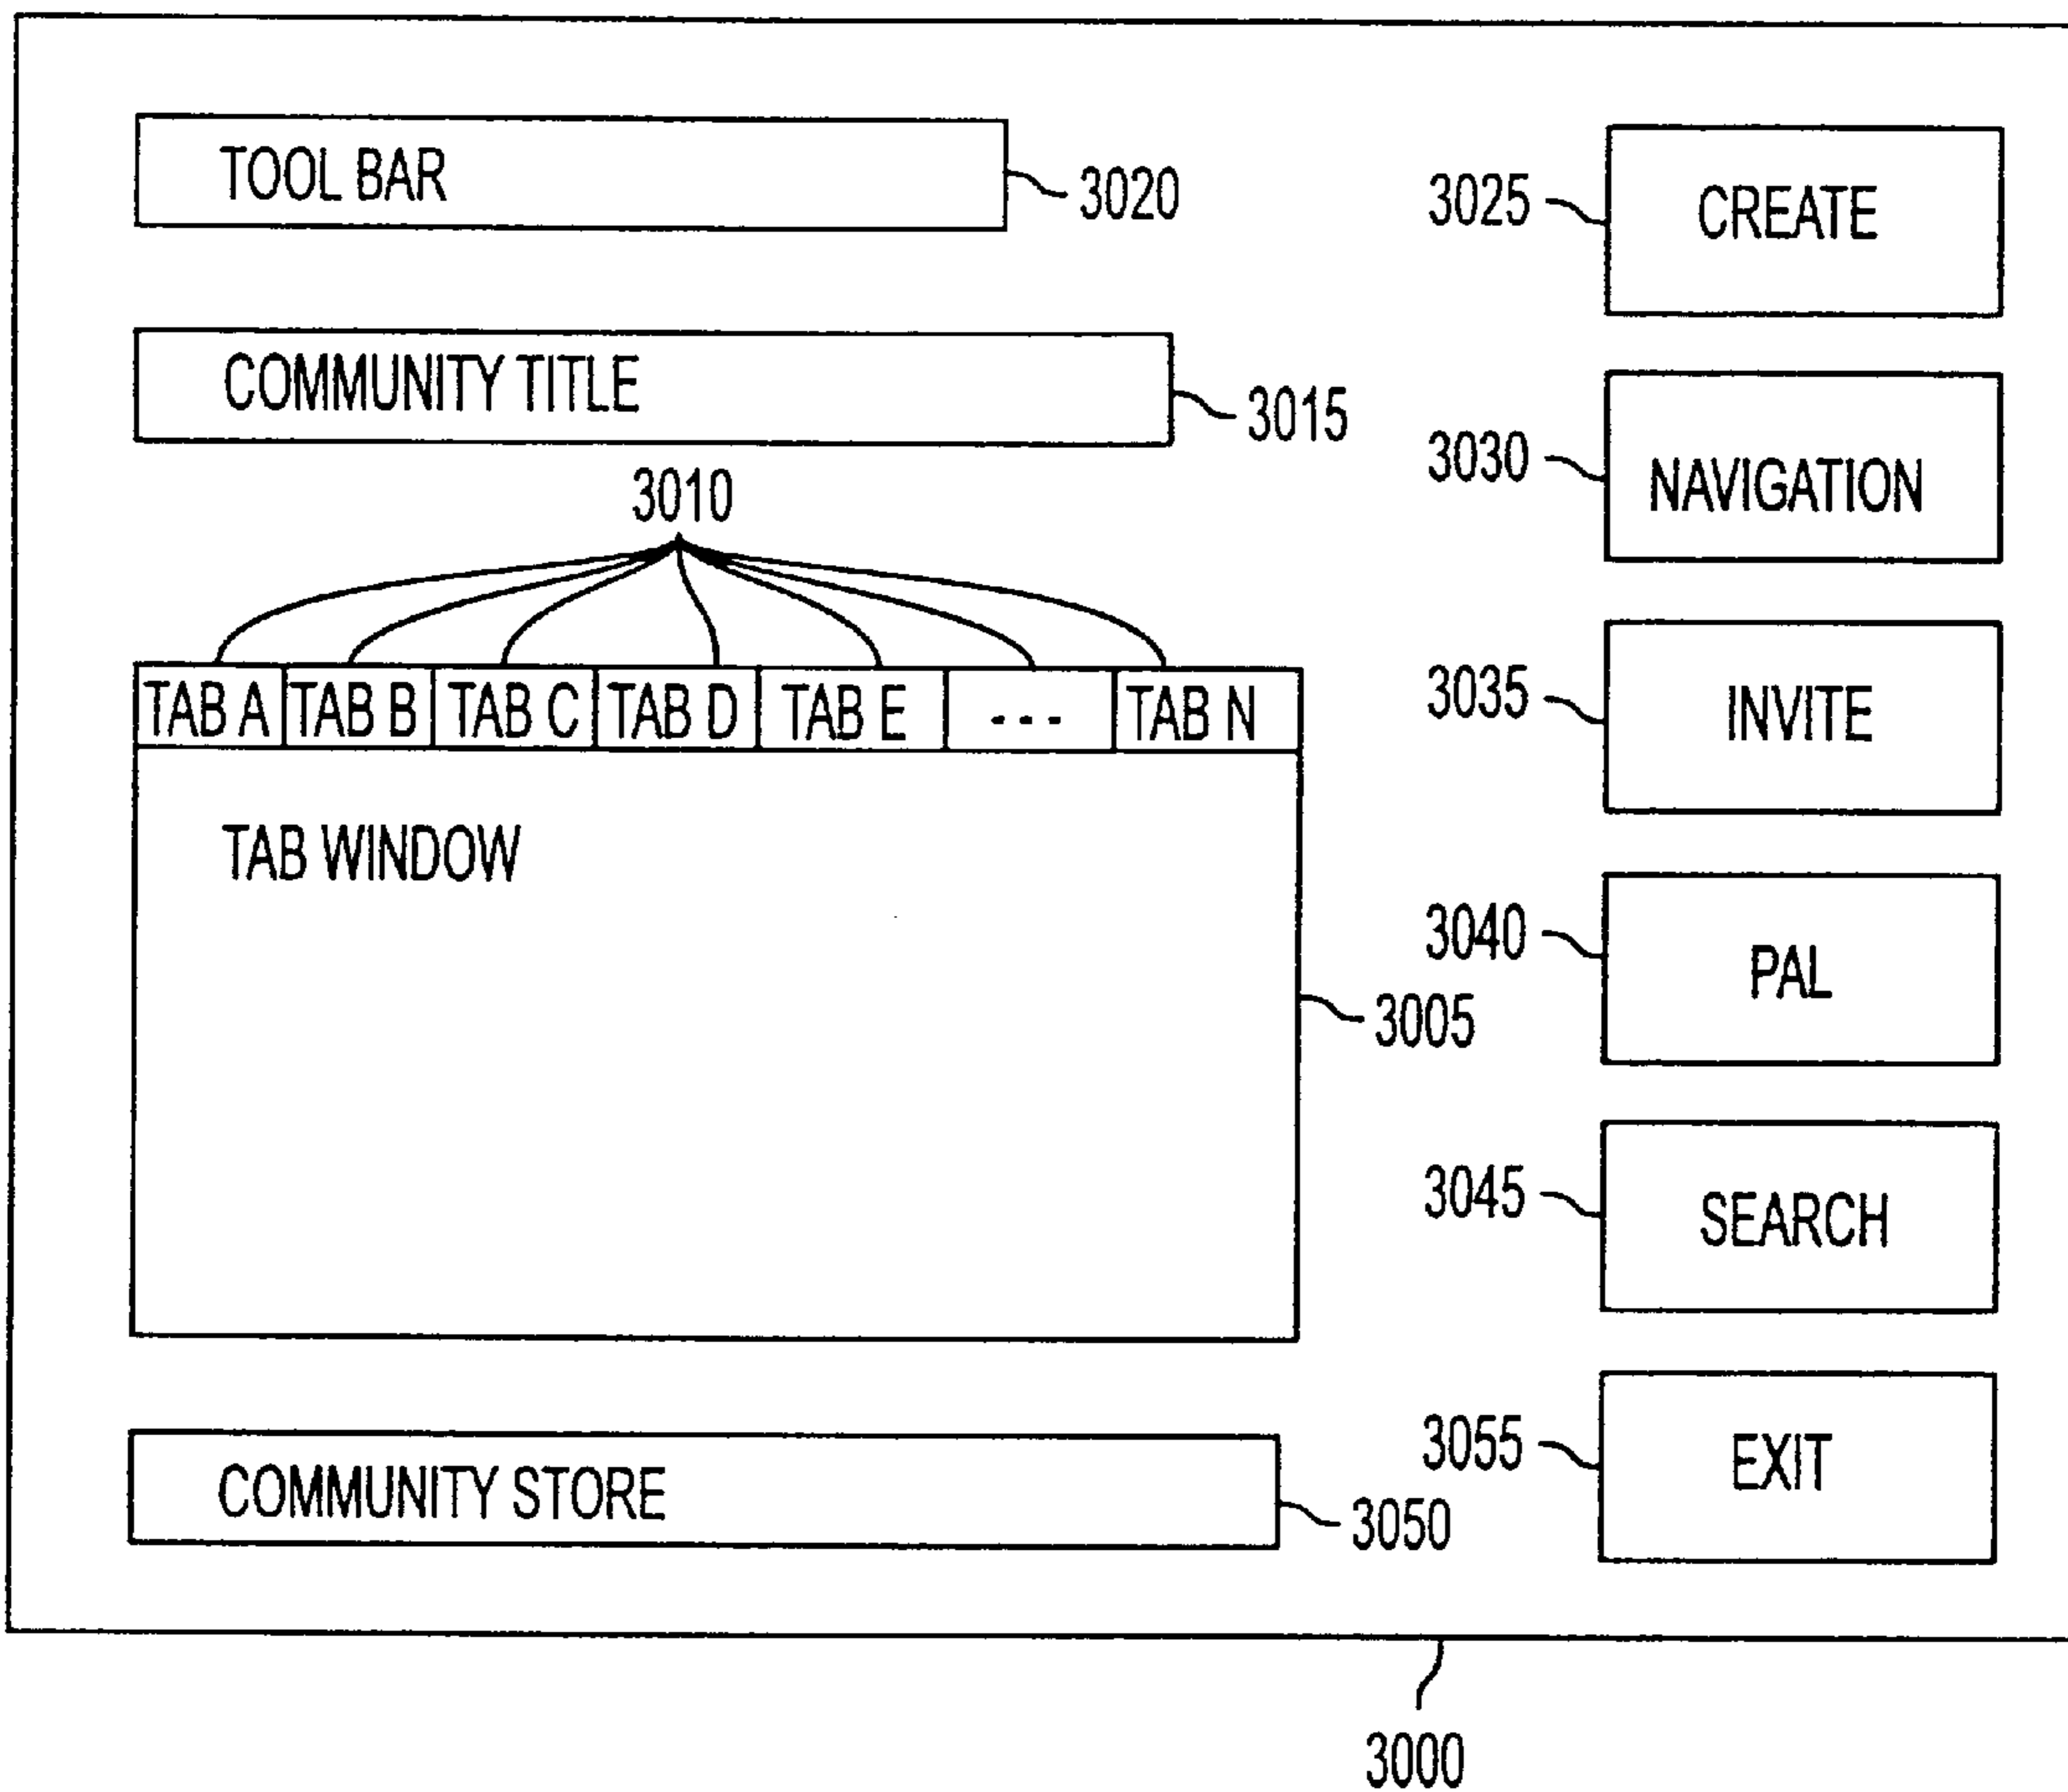 TOOL BAR
3020
COMMUNITY TITLE
3015
3010
TAB A TAB B TAB C TAB D TAB E --- TAB N
TAB WINDOW
3005
COMMUNITY STORE
3050
3025
CREATE
3030
NAVIGATION
3035
INVITE
3040
PAL
3045
SEARCH
3055
EXIT
3000